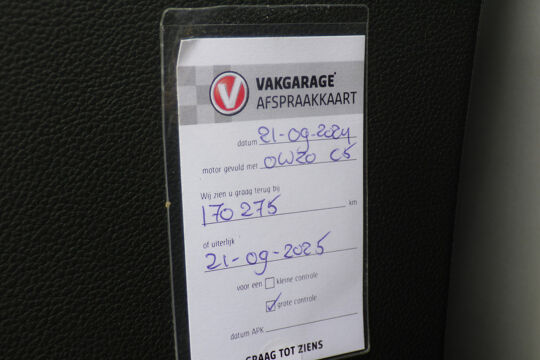 V VAKGARAGE
AFSPRAAKKAART
datum 21-09-2024
motor gevuld met OW20 C5
Wij zien u graag terug bij
170 275 km
of uiterlijk
21-09-2025
voor een kleine controle
grote controle
datum APK
GRAAG TOT ZIENS